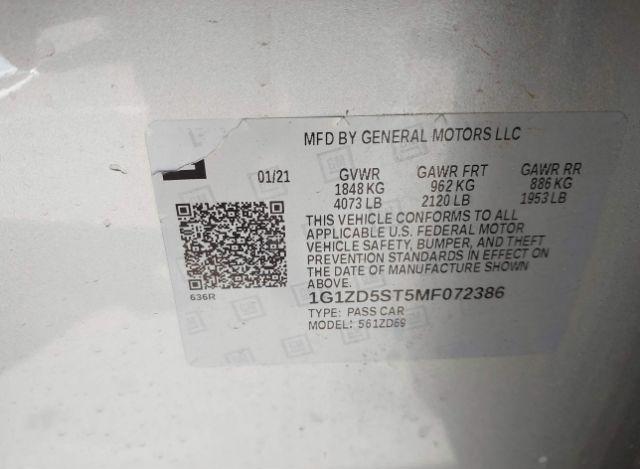 MFD BY GENERAL MOTORS LLC
01/21 GVWR GAWR FRT GAWR RR
1848 KG 962 KG 886 KG
4073 LB 2120 LB 1953 LB
THIS VEHICLE CONFORMS TO ALL
APPLICABLE U.S. FEDERAL MOTOR
VEHICLE SAFETY, BUMPER, AND THEFT
PREVENTION STANDARDS IN EFFECT ON
THE DATE OF MANUFACTURE SHOWN
ABOVE.
636R
1G1ZD5ST5MF072386
TYPE: PASS CAR
MODEL: 561ZD69